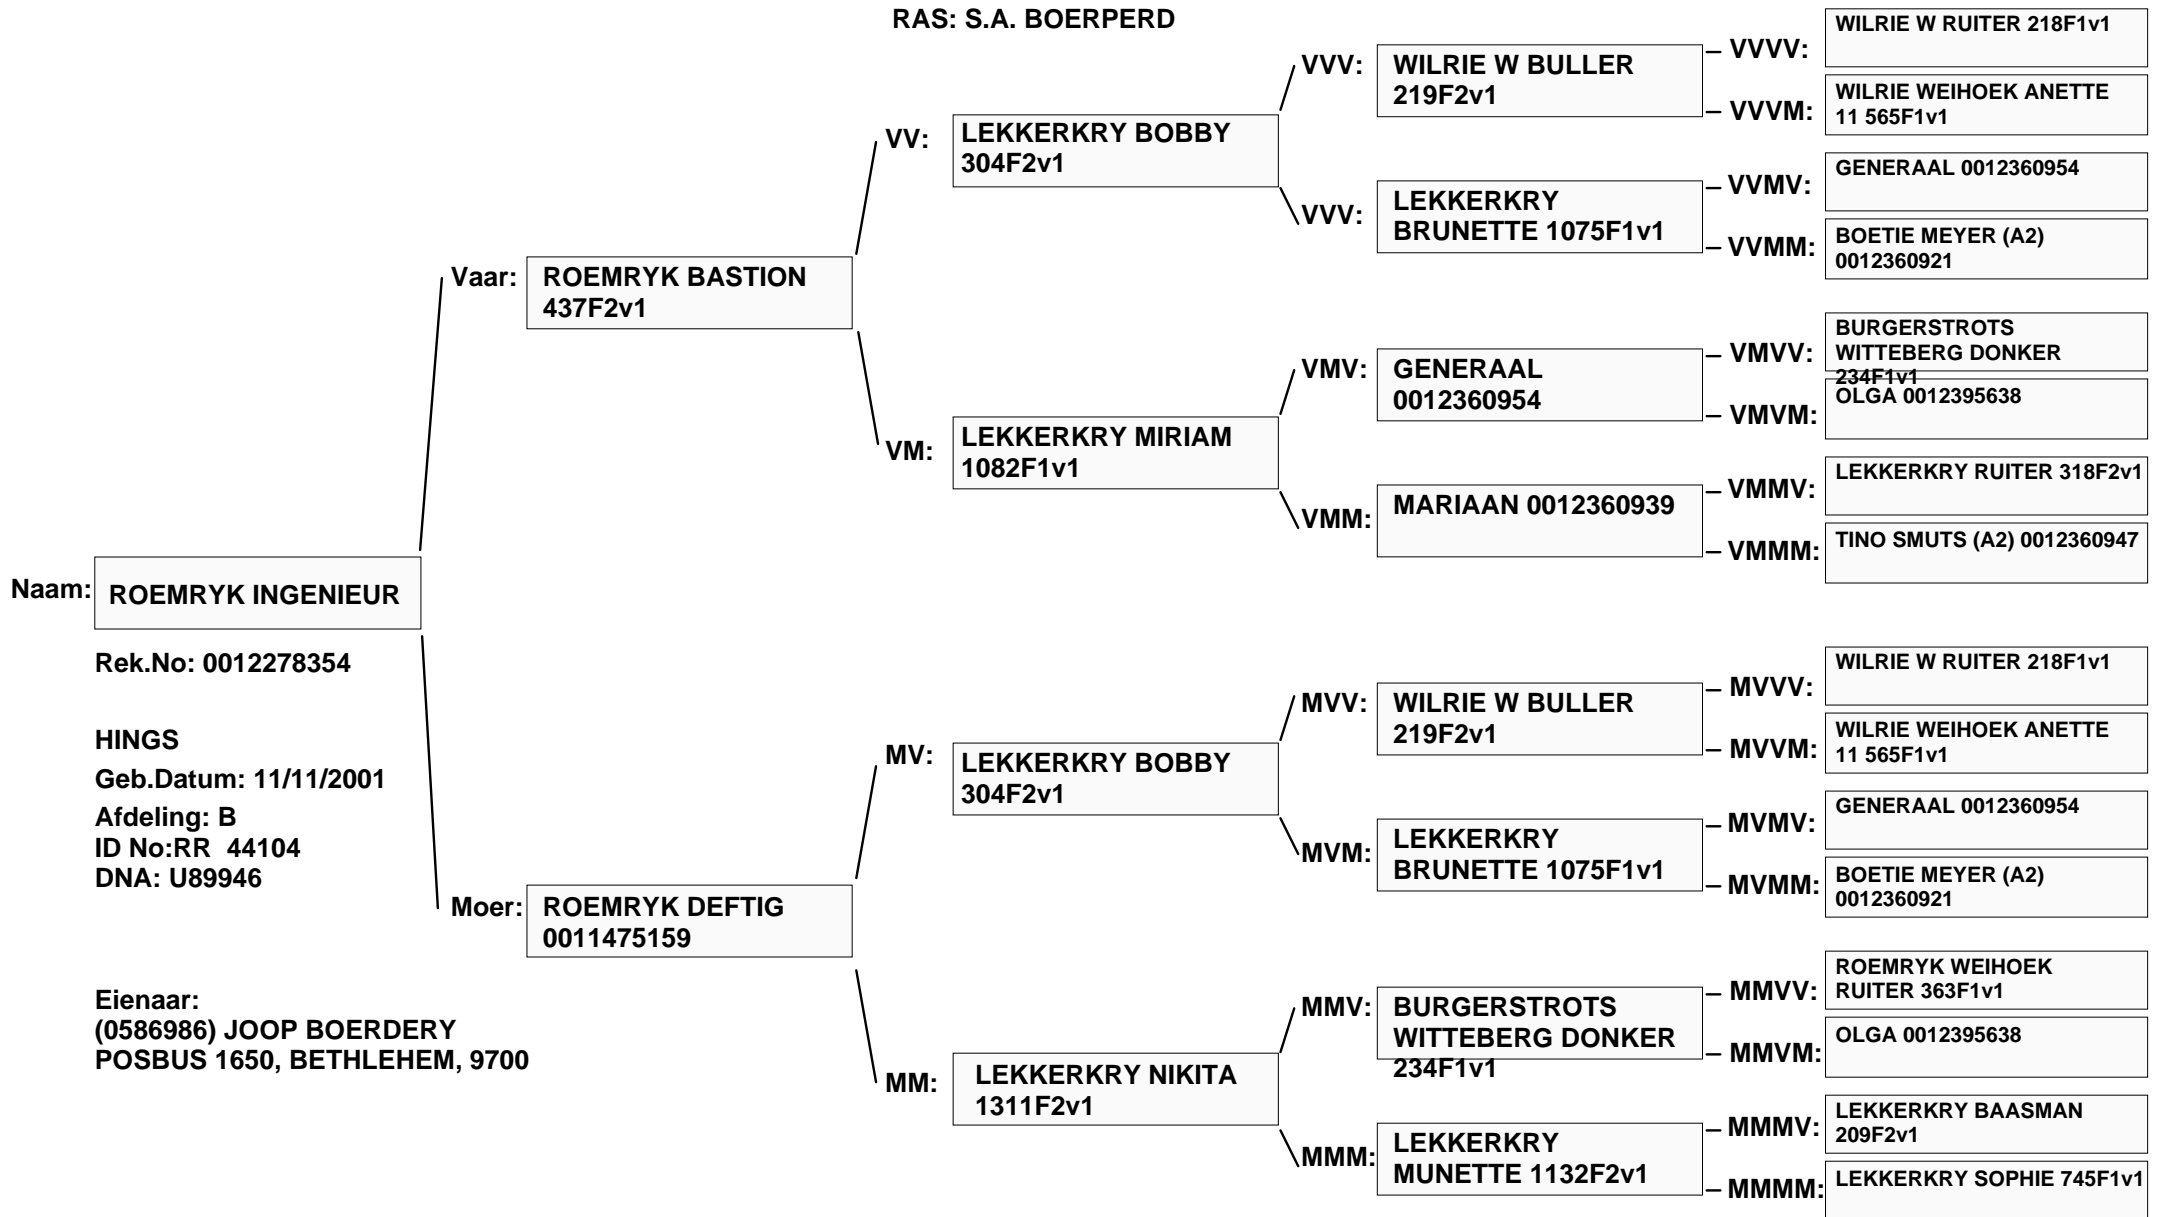 RAS: S.A. BOERPERD
Naam:
ROEMRYK INGENIEUR
Rek.No: 0012278354
HINGS
Geb.Datum: 11/11/2001
Afdeling: B
ID No:RR  44104
DNA: U89946
Eienaar:
(0586986) JOOP BOERDERY
POSBUS 1650, BETHLEHEM, 9700
Vaar:
ROEMRYK BASTION
437F2v1
Moer:
ROEMRYK DEFTIG
0011475159
VV:
LEKKERKRY BOBBY
304F2v1
VM:
LEKKERKRY MIRIAM
1082F1v1
MV:
LEKKERKRY BOBBY
304F2v1
MM:
LEKKERKRY NIKITA
1311F2v1
VVV:
WILRIE W BULLER
219F2v1
VVV:
LEKKERKRY
BRUNETTE 1075F1v1
VMV:
GENERAAL
0012360954
VMM:
MARIAAN 0012360939
MVV:
WILRIE W BULLER
219F2v1
MVM:
LEKKERKRY
BRUNETTE 1075F1v1
MMV:
BURGERSTROTS
WITTEBERG DONKER
234F1v1
MMM:
LEKKERKRY
MUNETTE 1132F2v1
VVVV:
WILRIE W RUITER 218F1v1
VVVM:
WILRIE WEIHOEK ANETTE
11 565F1v1
VVMV:
GENERAAL 0012360954
VVMM:
BOETIE MEYER (A2)
0012360921
VMVV:
BURGERSTROTS
WITTEBERG DONKER
234F1v1
VMVM:
OLGA 0012395638
VMMV:
LEKKERKRY RUITER 318F2v1
VMMM:
TINO SMUTS (A2) 0012360947
MVVV:
WILRIE W RUITER 218F1v1
MVVM:
WILRIE WEIHOEK ANETTE
11 565F1v1
MVMV:
GENERAAL 0012360954
MVMM:
BOETIE MEYER (A2)
0012360921
MMVV:
ROEMRYK WEIHOEK
RUITER 363F1v1
MMVM:
OLGA 0012395638
MMMV:
LEKKERKRY BAASMAN
209F2v1
MMMM:
LEKKERKRY SOPHIE 745F1v1